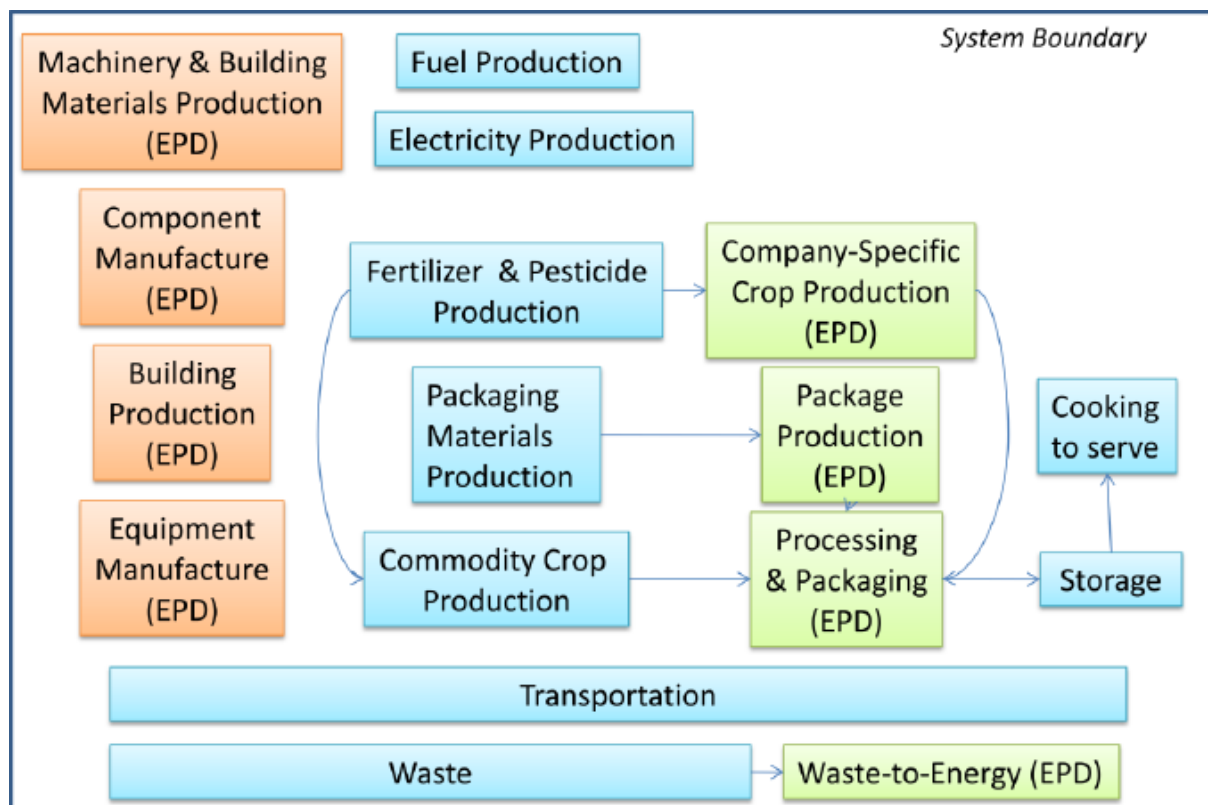 System Boundary
Machinery & Building
Materials Production
(EPD)
Fuel Production
Electricity Production
Component
Manufacture
(EPD)
Fertilizer & Pesticide
Production
Company-Specific
Crop Production
(EPD)
Building
Production
(EPD)
Packaging
Materials
Production
Package
Production
(EPD)
Cooking
to serve
Equipment
Manufacture
(EPD)
Commodity Crop
Production
Processing
& Packaging
(EPD)
Storage
Transportation
Waste
Waste-to-Energy (EPD)